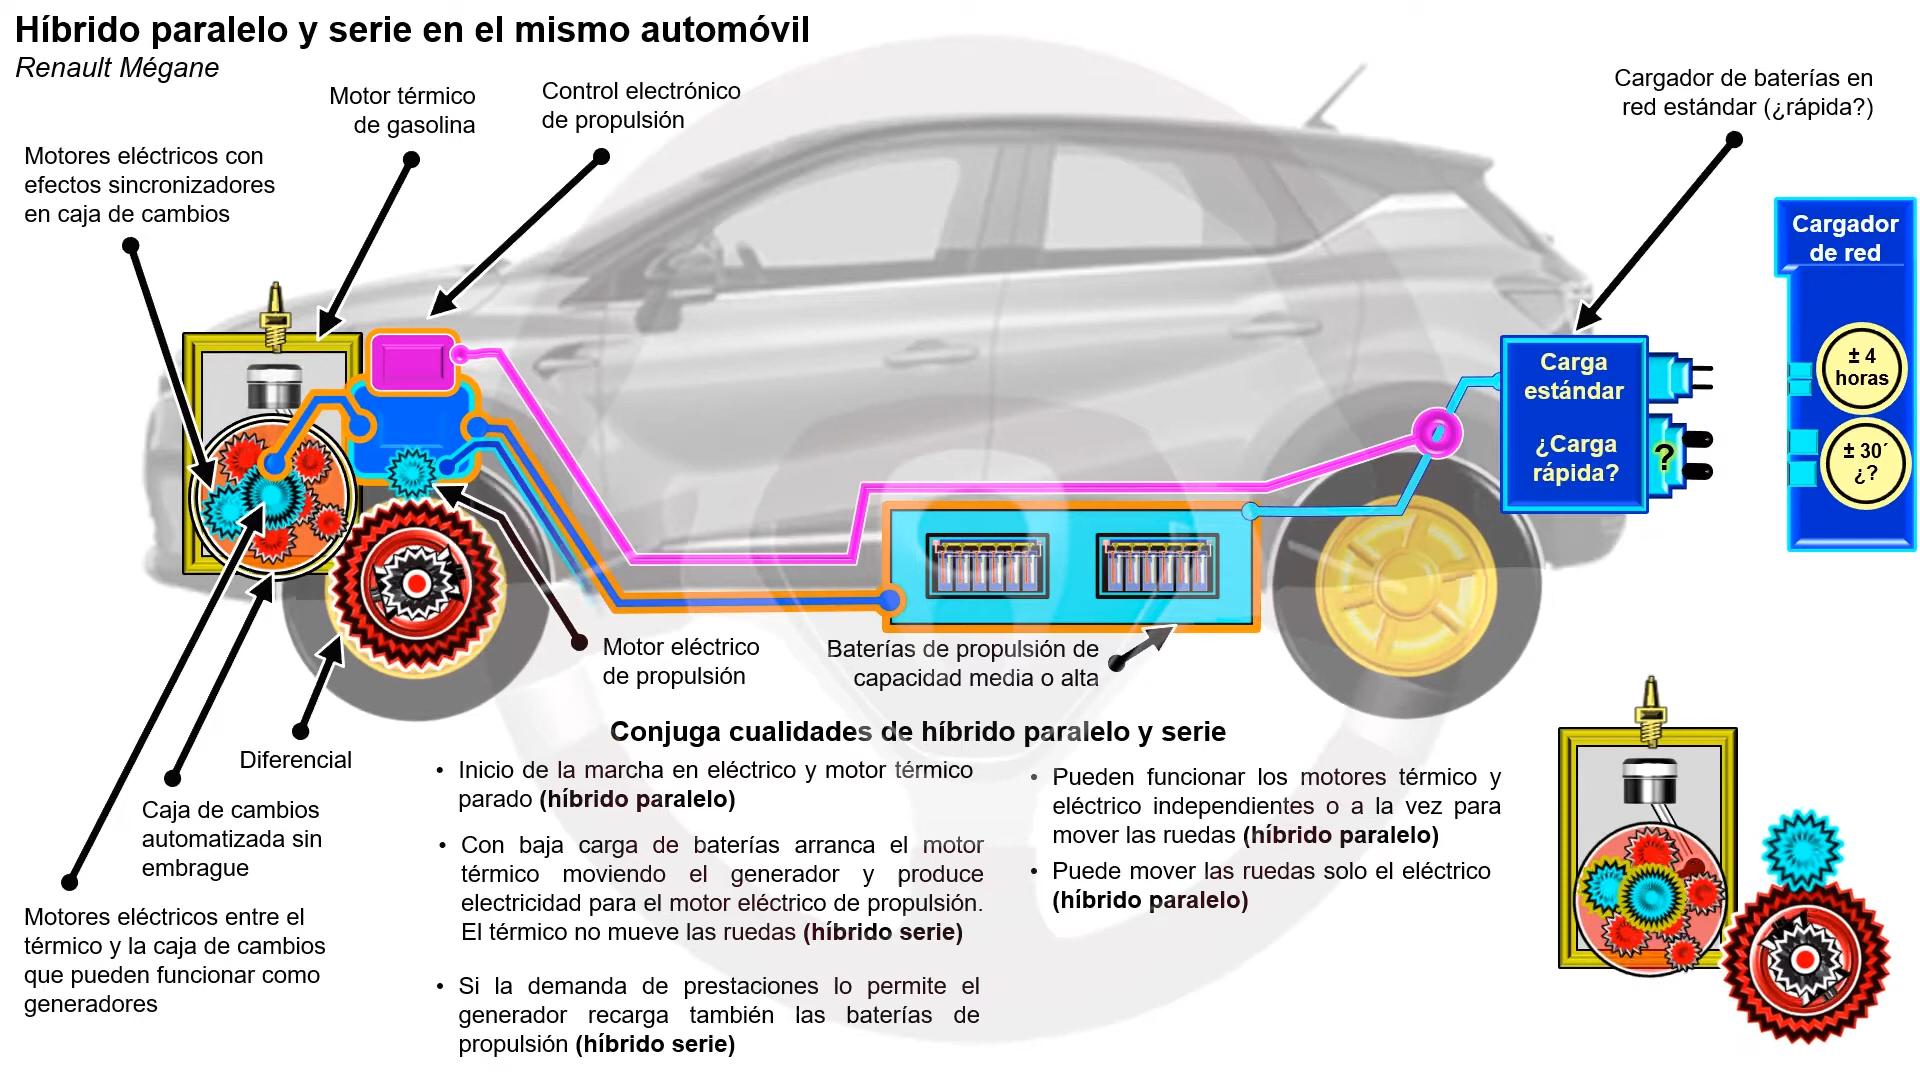 Híbrido paralelo y serie en el mismo automóvil
Renault Mégane
Motor térmico
de gasolina
Control electrónico
de propulsión
Cargador de baterías en
red estándar (¿rápida?)
Motores eléctricos con
efectos sincronizadores
en caja de cambios
Cargador
de red
Carga
estándar
¿Carga
rápida?
?
± 4
horas
± 30´
¿?
Motor eléctrico
de propulsión
Baterías de propulsión de
capacidad media o alta
Diferencial
Caja de cambios
automatizada sin
embrague
Motores eléctricos entre el
térmico y la caja de cambios
que pueden funcionar como
generadores
Conjuga cualidades de híbrido paralelo y serie
• Inicio de la marcha en eléctrico y motor térmico
parado (híbrido paralelo)
• Con baja carga de baterías arranca el motor
térmico moviendo el generador y produce
electricidad para el motor eléctrico de propulsión.
El térmico no mueve las ruedas (híbrido serie)
• Si la demanda de prestaciones lo permite el
generador recarga también las baterías de
propulsión (híbrido serie)
• Pueden funcionar los motores térmico y
eléctrico independientes o a la vez para
mover las ruedas (híbrido paralelo)
• Puede mover las ruedas solo el eléctrico
(híbrido paralelo)